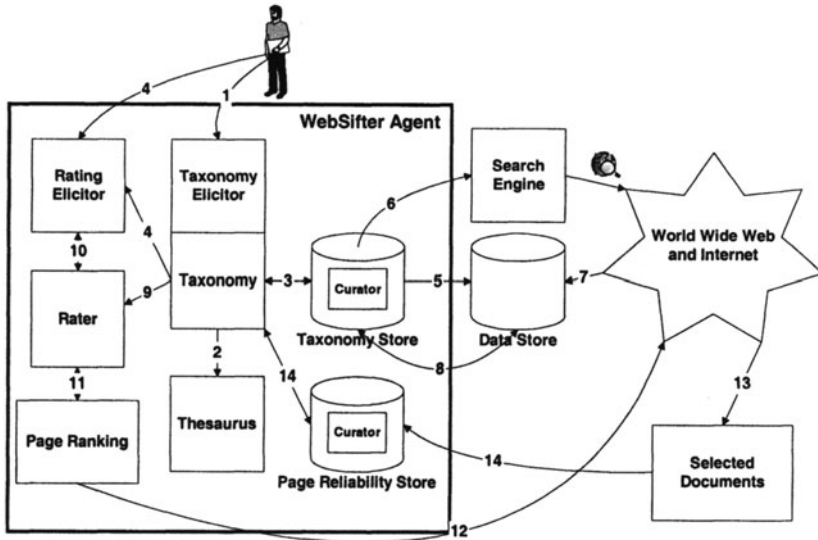 4
1
WebSifter Agent
Rating
Elicitor
Taxonomy
Elicitor
Search
Engine
6
World Wide Web
and Internet
4
10
Taxonomy
3
Curator
5
7
9
Rater
Taxonomy Store
Data Store
2
8
14
13
11
Page Ranking
Thesaurus
Curator
14
Selected
Documents
Page Reliability Store
12